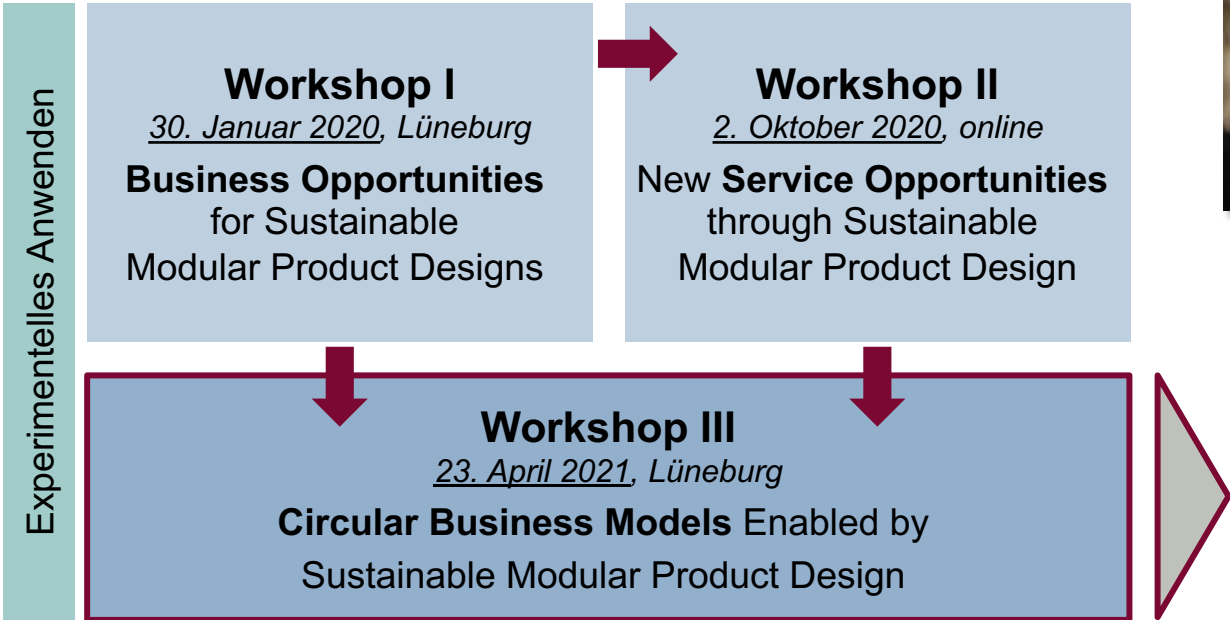 Experimentelles Anwenden
Workshop I
30. Januar 2020, Lüneburg
Business Opportunities
for Sustainable
Modular Product Designs
Workshop II
2. Oktober 2020, online
New Service Opportunities
through Sustainable
Modular Product Design
Workshop III
23. April 2021, Lüneburg
Circular Business Models Enabled by
Sustainable Modular Product Design